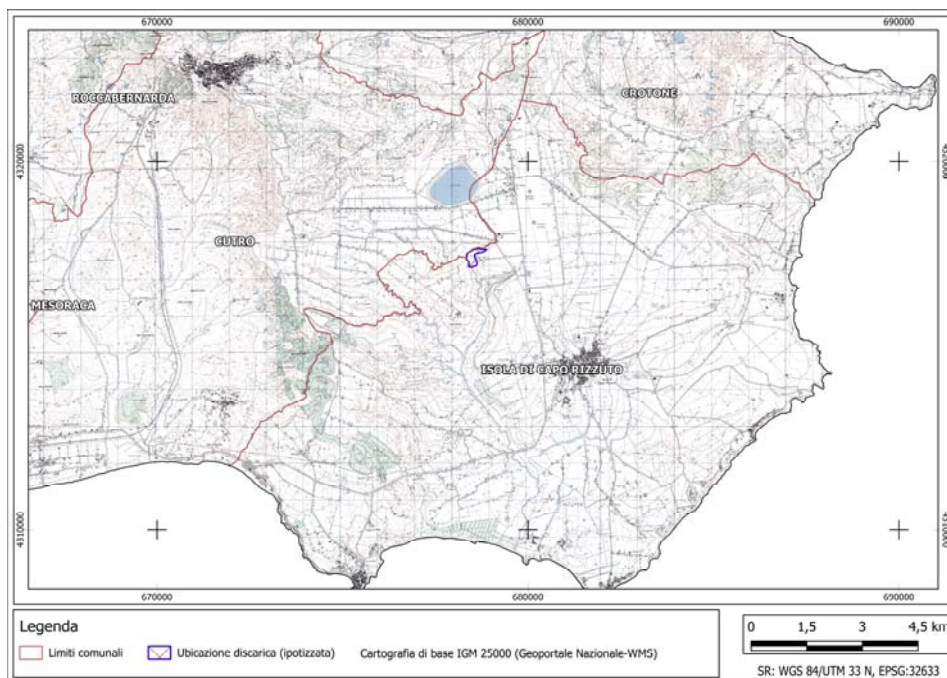 670000 680000 690000
ROCCABERNARDA
CROTONE
4320000 4320000
CUTRO
MESORACA
ISOLA DI CAPO RIZZUTO
4310000 4310000
670000 680000 690000
Legenda
Limiti comunali Ubicazione discarica (ipotizzata) Cartografia di base IGM 25000 (Geoportale Nazionale-WMS)
0 1,5 3 4,5 km
SR: WGS 84/UTM 33 N, EPSG:32633